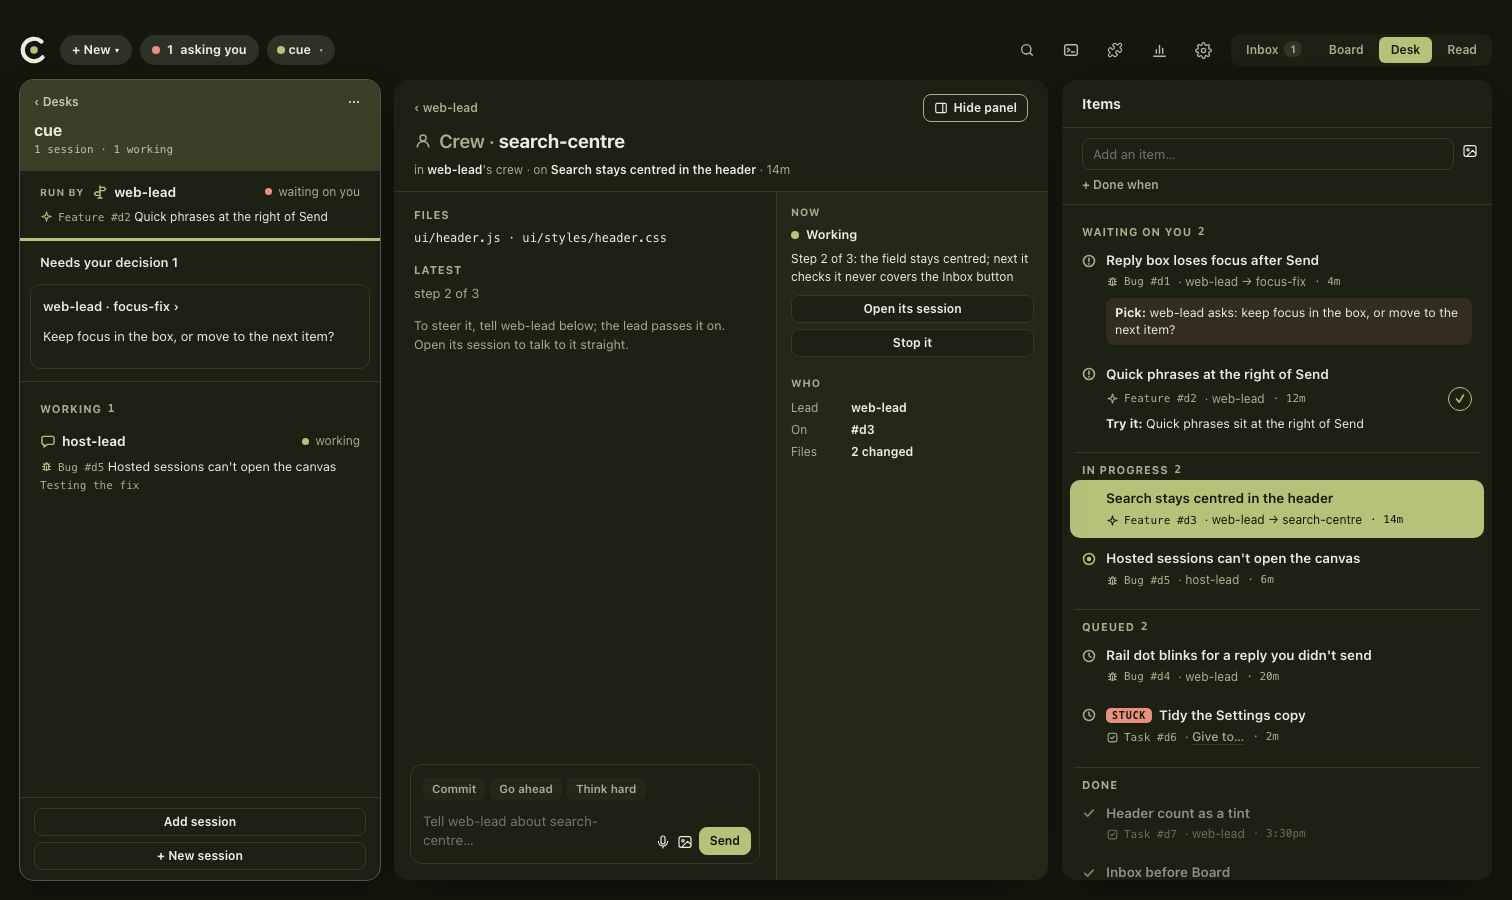 + New ▾
1 asking you
cue ·
Inbox 1
Board
Desk
Read
‹ Desks
···
cue
1 session · 1 working
RUN BY web-lead
waiting on you
Feature #d2 Quick phrases at the right of Send
Needs your decision 1
web-lead · focus-fix ›
Keep focus in the box, or move to the next item?
WORKING 1
host-lead
working
Bug #d5 Hosted sessions can't open the canvas
Testing the fix
Add session
+ New session
‹ web-lead
Hide panel
Crew · search-centre
in web-lead's crew · on Search stays centred in the header · 14m
FILES
ui/header.js · ui/styles/header.css
LATEST
step 2 of 3
To steer it, tell web-lead below; the lead passes it on.
Open its session to talk to it straight.
Commit
Go ahead
Think hard
Tell web-lead about search-
centre...
Send
NOW
Working
Step 2 of 3: the field stays centred; next it
checks it never covers the Inbox button
Open its session
Stop it
WHO
Lead web-lead
On #d3
Files 2 changed
Items
Add an item...
+ Done when
WAITING ON YOU 2
Reply box loses focus after Send
Bug #d1 · web-lead → focus-fix · 4m
Pick: web-lead asks: keep focus in the box, or move to the
next item?
Quick phrases at the right of Send
Feature #d2 · web-lead · 12m
Try it: Quick phrases sit at the right of Send
IN PROGRESS 2
Search stays centred in the header
Feature #d3 · web-lead → search-centre · 14m
Hosted sessions can't open the canvas
Bug #d5 · host-lead · 6m
QUEUED 2
Rail dot blinks for a reply you didn't send
Bug #d4 · web-lead · 20m
STUCK Tidy the Settings copy
Task #d6 · Give to... · 2m
DONE
Header count as a tint
Task #d7 · web-lead · 3:30pm
Inbox before Board